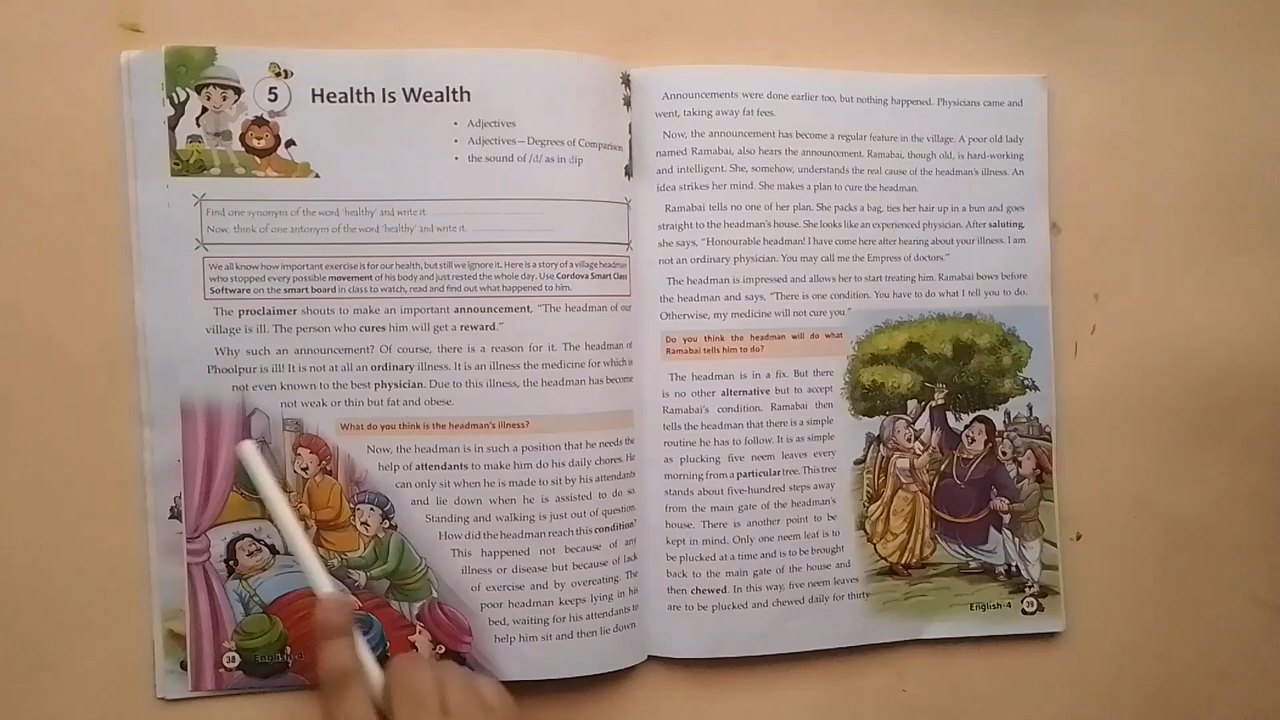 5
Health Is Wealth
• Adjectives
• Adjectives—Degrees of Comparison
• the sound of /d/ as in dip
Find one synonym of the word 'healthy' and write it.
Now, think of one antonym of the word 'healthy' and write it.
We all know how important exercise is for our health, but still we ignore it. Here is a story of a village headman
who stopped every possible movement of his body and just rested the whole day. Use Cordova Smart Class
Software on the smart board in class to watch, read and find out what happened to him.
The proclaimer shouts to make an important announcement, "The headman of our
village is ill. The person who cures him will get a reward."
Why such an announcement? Of course, there is a reason for it. The headman of
Phoolpur is ill! It is not at all an ordinary illness. It is an illness the medicine for which is
not even known to the best physician. Due to this illness, the headman has become
not weak or thin but fat and obese.
What do you think is the headman's illness?
Now, the headman is in such a position that he needs the
help of attendants to make him do his daily chores. He
can only sit when he is made to sit by his attendants
and lie down when he is assisted to do so.
Standing and walking is just out of question.
How did the headman reach this condition?
This happened not because of any
illness or disease but because of lack
of exercise and by overeating. The
poor headman keeps lying in his
bed, waiting for his attendants to
help him sit and then lie down.
38 English-4
Announcements were done earlier too, but nothing happened. Physicians came and
went, taking away fat fees.
Now, the announcement has become a regular feature in the village. A poor old lady
named Ramabai, also hears the announcement. Ramabai, though old, is hard-working
and intelligent. She, somehow, understands the real cause of the headman's illness. An
idea strikes her mind. She makes a plan to cure the headman.
Ramabai tells no one of her plan. She packs a bag, ties her hair up in a bun and goes
straight to the headman's house. She looks like an experienced physician. After saluting,
she says, "Honourable headman! I have come here after hearing about your illness. I am
not an ordinary physician. You may call me the Empress of doctors."
The headman is impressed and allows her to start treating him. Ramabai bows before
the headman and says, "There is one condition. You have to do what I tell you to do.
Otherwise, my medicine will not cure you."
Do you think the headman will do what
Ramabai tells him to do?
The headman is in a fix. But there
is no other alternative but to accept
Ramabai's condition. Ramabai then
tells the headman that there is a simple
routine he has to follow. It is as simple
as plucking five neem leaves every
morning from a particular tree. This tree
stands about five-hundred steps away
from the main gate of the headman's
house. There is another point to be
kept in mind. Only one neem leaf is to
be plucked at a time and is to be brought
back to the main gate of the house and
then chewed. In this way, five neem leaves
are to be plucked and chewed daily for thirty
English-4 39